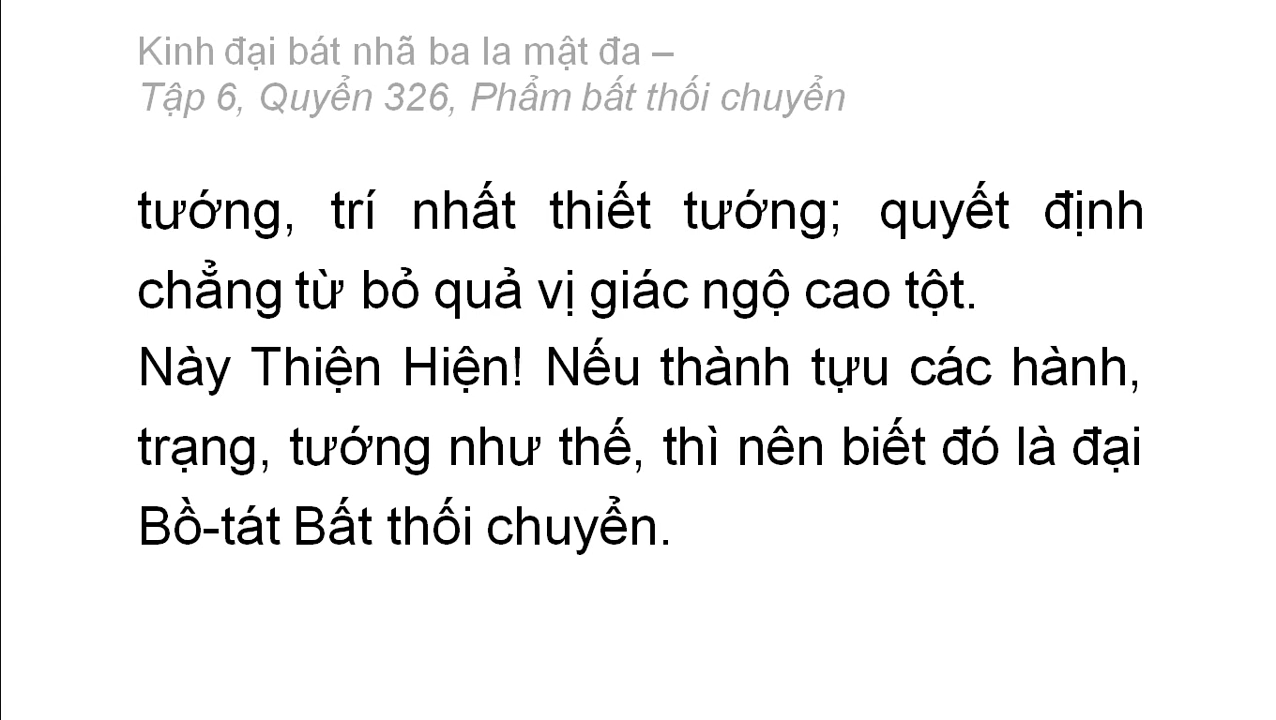 Kinh đại bát nhã ba la mật đa –
Tập 6, Quyển 326, Phẩm bất thối chuyển
tướng, trí nhất thiết tướng; quyết định
chẳng từ bỏ quả vị giác ngộ cao tột.
Này Thiện Hiện! Nếu thành tựu các hành,
trạng, tướng như thế, thì nên biết đó là đại
Bồ-tát Bất thối chuyển.